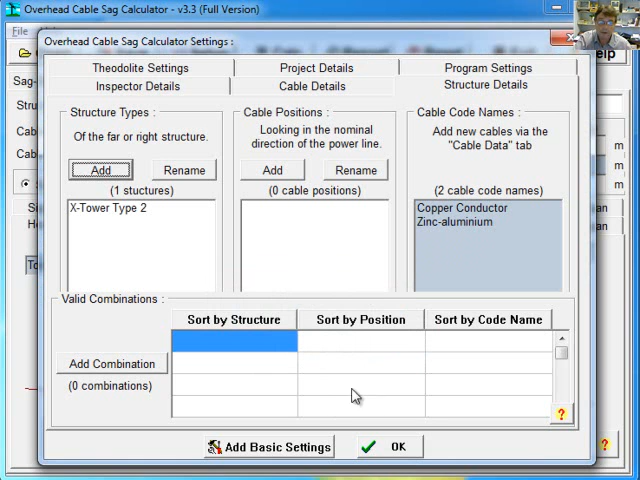 Overhead Cable Sag Calculator - v3.3 (Full Version)
File
Overhead Cable Sag Calculator Settings :
Theodolite Settings
Project Details
Program Settings
Inspector Details
Cable Details
Structure Details
Structure Types :
Of the far or right structure.
Add
Rename
(1 stuctures)
X-Tower Type 2
Cable Positions :
Looking in the nominal
direction of the power line.
Add
Rename
(0 cable positions)
Cable Code Names :
Add new cables via the
"Cable Data" tab
(2 cable code names)
Copper Conductor
Zinc-aluminium
Valid Combinations :
Sort by Structure
Sort by Position
Sort by Code Name
Add Combination
(0 combinations)
?
Add Basic Settings
OK
?
Sag-
m
m
m